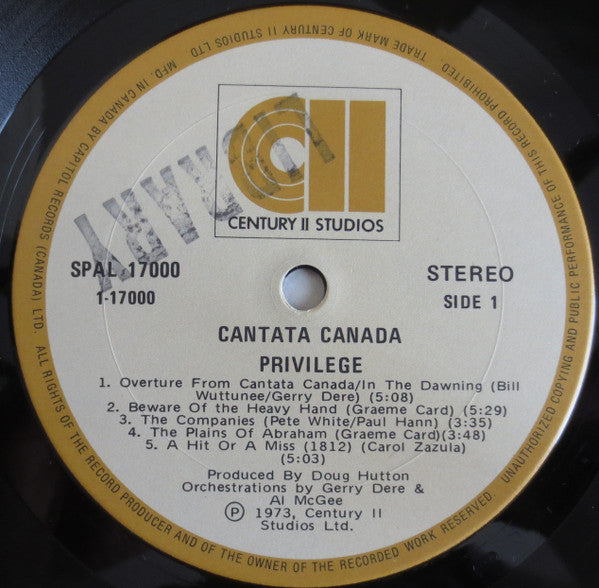 MFD. IN CANADA BY CAPITOL RECORDS (CANADA) LTD. ALL RIGHTS OF THE RECORD PRODUCER AND OF THE OWNER OF THE RECORDED WORK RESERVED. UNAUTHORIZED COPYING AND PUBLIC PERFORMANCE OF THIS RECORD PROHIBITED. TRADE MARK OF CENTURY II STUDIOS LTD
CII
CENTURY II STUDIOS
LIBRARY
SPAL 17000
STEREO
1-17000
SIDE 1
CANTATA CANADA
PRIVILEGE
1. Overture From Cantata Canada/In The Dawning (Bill
Wuttunee/Gerry Dere) (5:08)
2. Beware Of the Heavy Hand (Graeme Card) (5:29)
3. The Companies (Pete White/Paul Hann) (3:35)
4. The Plains Of Abraham (Graeme Card)(3:48)
5. A Hit Or A Miss (1812) (Carol Zazula)
(5:03)
Produced By Doug Hutton
Orchestrations by Gerry Dere &
Al McGee
Ⓟ 1973, Century II
Studios Ltd.